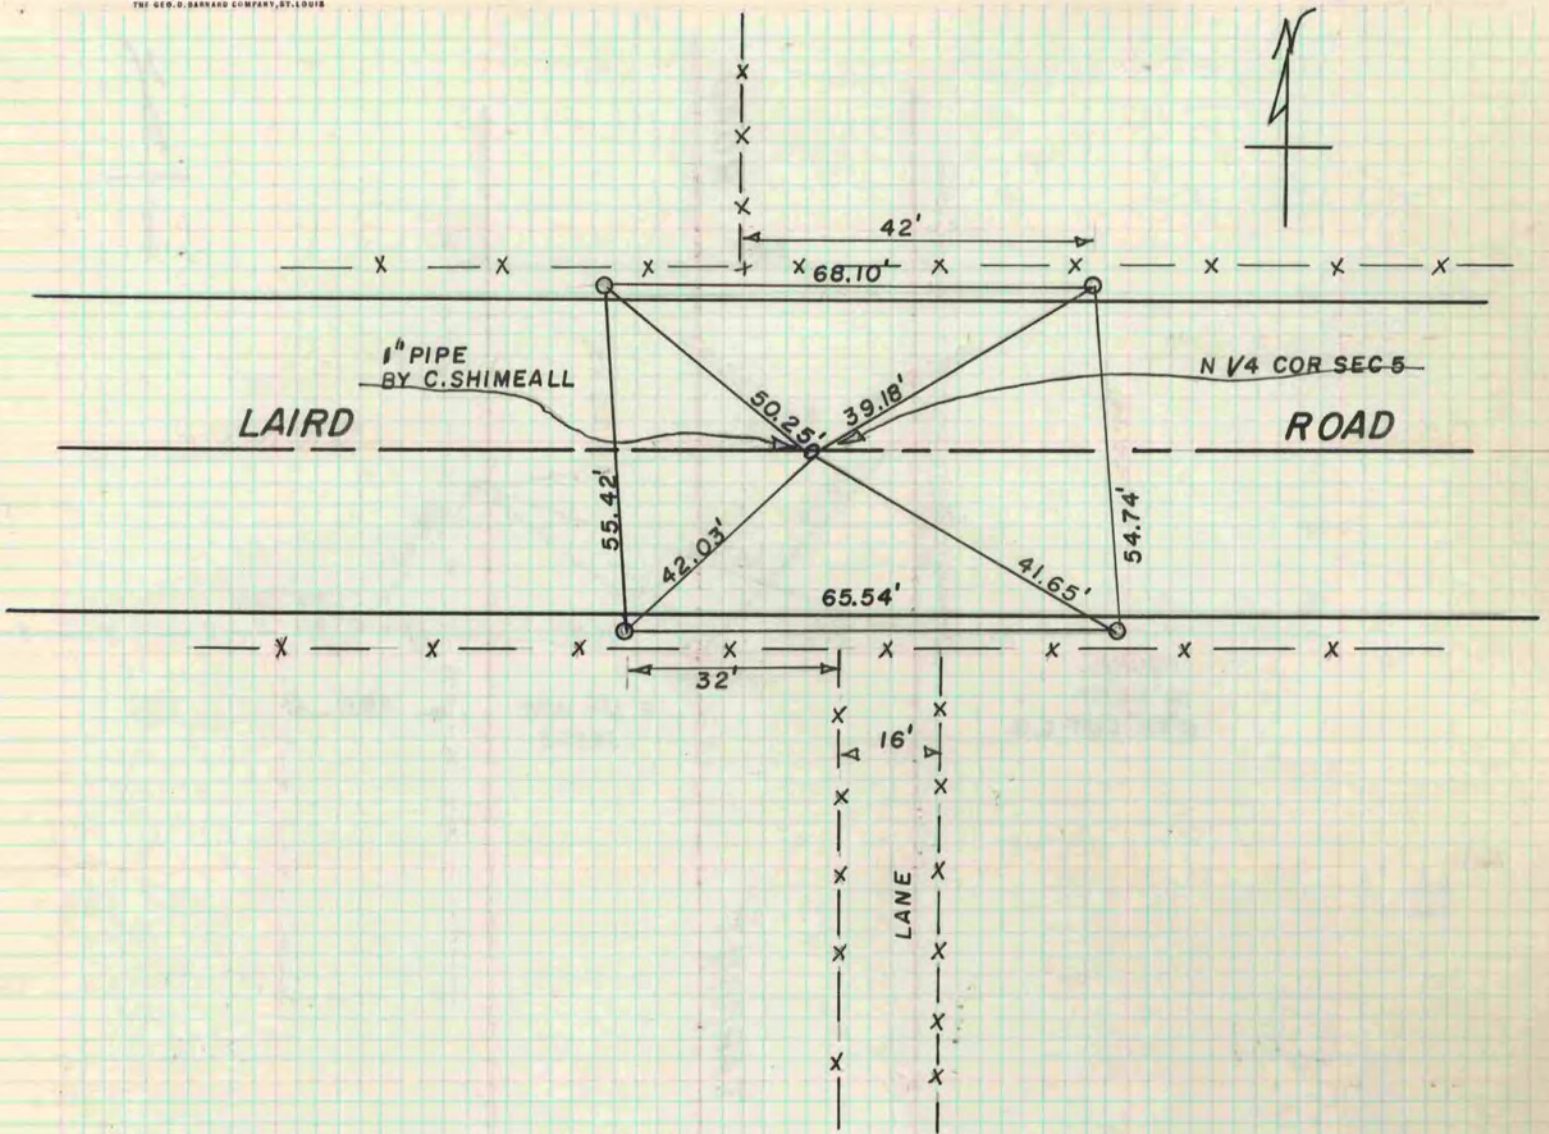 THE GEO. D. BARNARD COMPANY, ST. LOUIS
42'
68.10'
1" PIPE
BY C. SHIMEALL
N 1/4 COR SEC 5
50.25'
39.18'
LAIRD
ROAD
55.42'
54.74'
42.03'
41.65'
65.54'
32'
16'
LANE